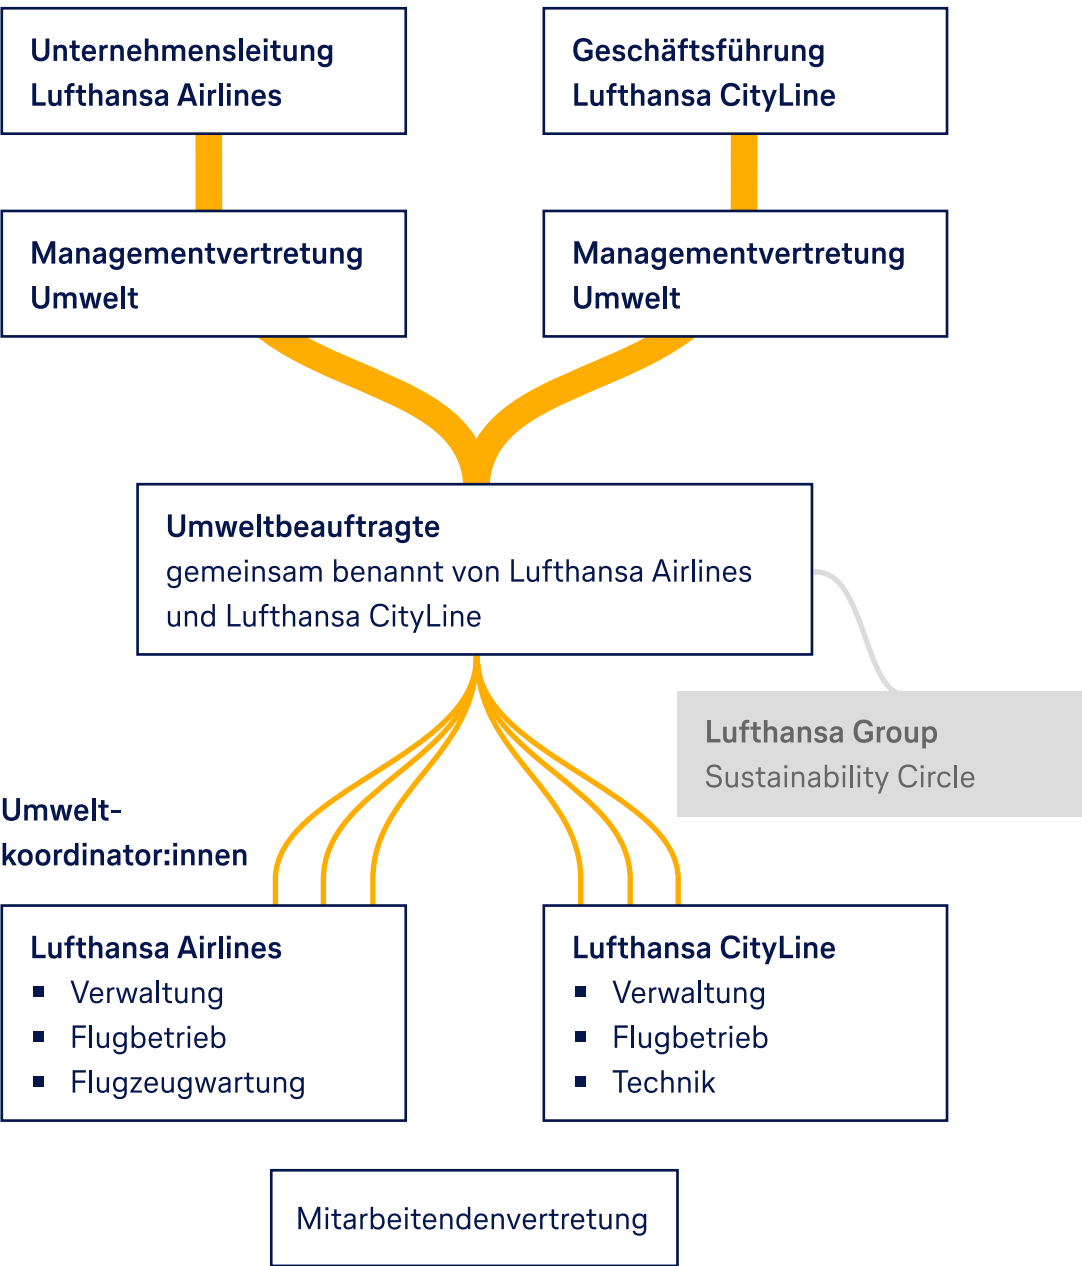 Unternehmensleitung
Lufthansa Airlines
Geschäftsführung
Lufthansa CityLine
Managementvertretung
Umwelt
Managementvertretung
Umwelt
Umweltbeauftragte
gemeinsam benannt von Lufthansa Airlines
und Lufthansa CityLine
Lufthansa Group
Sustainability Circle
Umwelt-
koordinator:innen
Lufthansa Airlines
▪ Verwaltung
▪ Flugbetrieb
▪ Flugzeugwartung
Lufthansa CityLine
▪ Verwaltung
▪ Flugbetrieb
▪ Technik
Mitarbeitendenvertretung